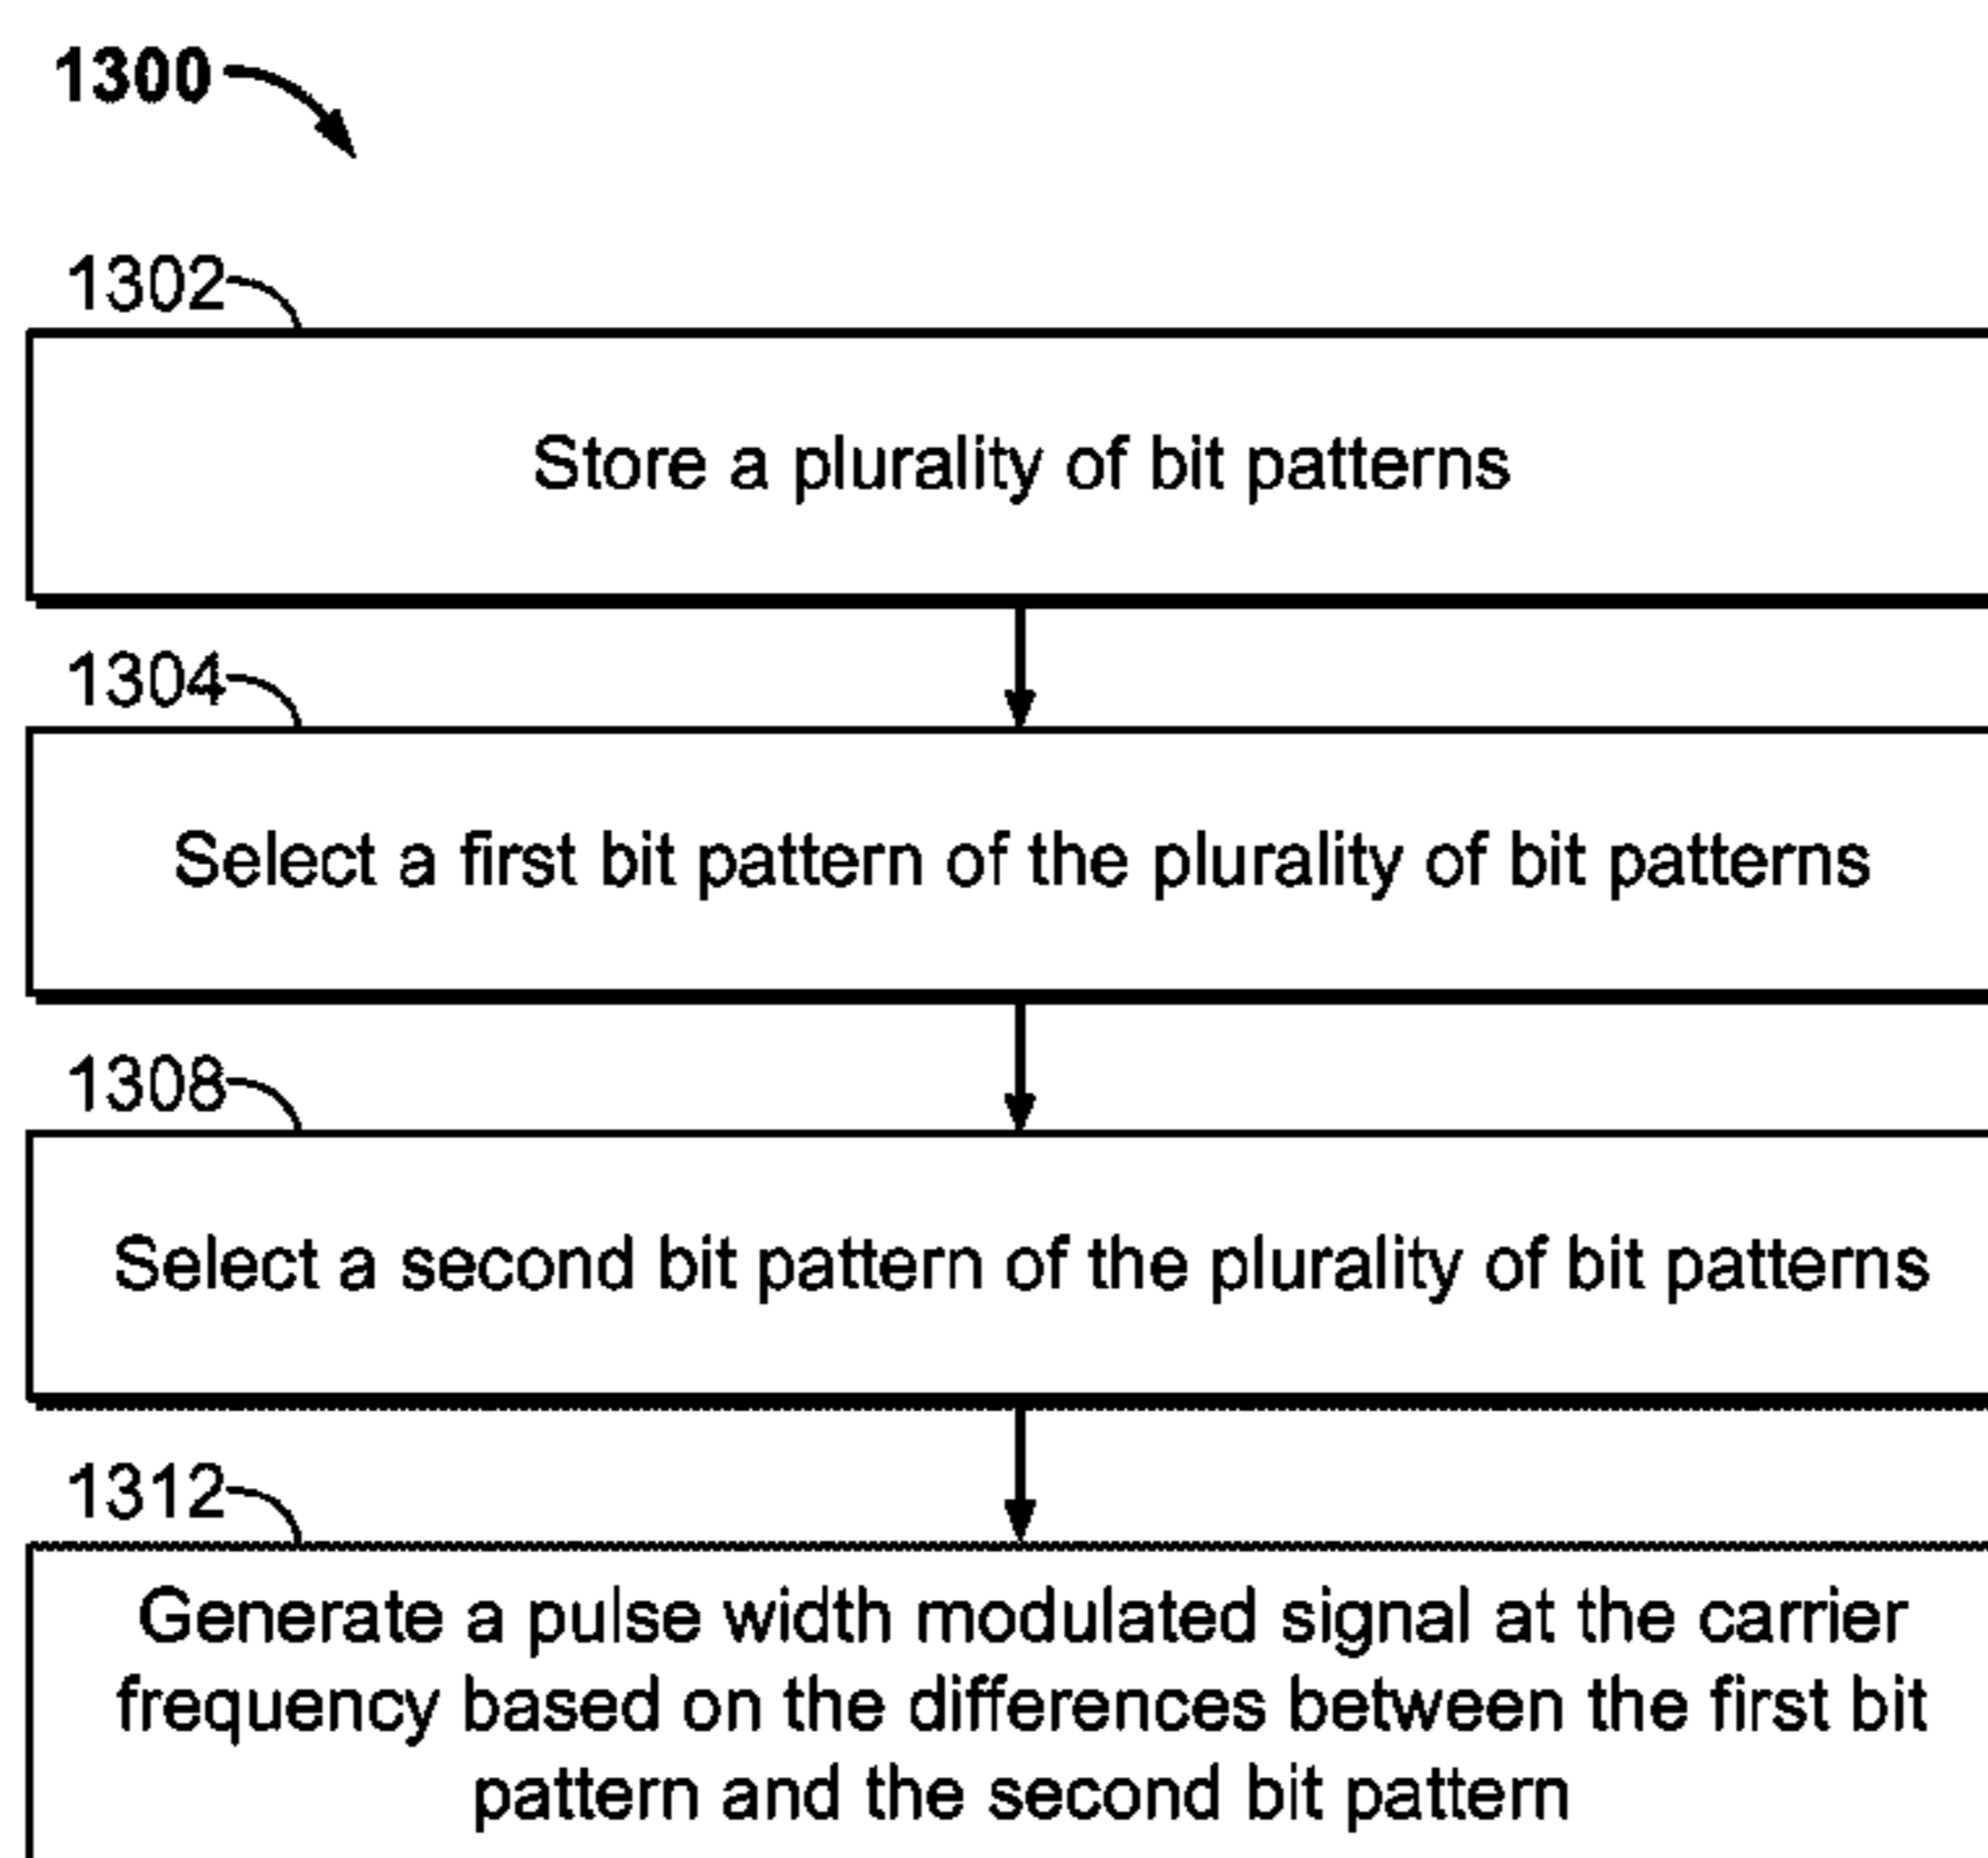 1300
1302
Store a plurality of bit patterns
1304
Select a first bit pattern of the plurality of bit patterns
1308
Select a second bit pattern of the plurality of bit patterns
1312
Generate a pulse width modulated signal at the carrier
frequency based on the differences between the first bit
pattern and the second bit pattern